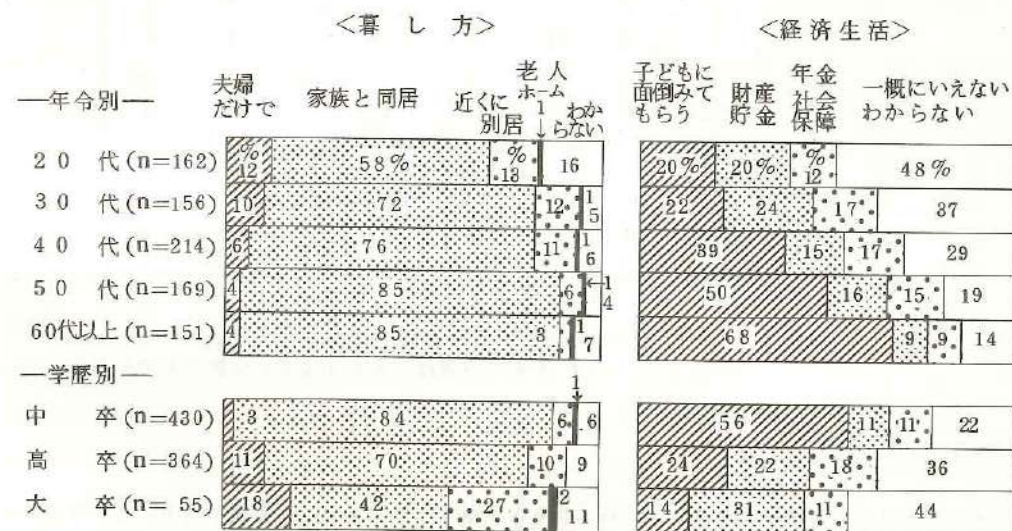 ＜暮し方＞ ＜経済生活＞
―年令別― 夫婦だけで 家族と同居 近くに別居 老人ホーム わからない 子どもに面倒みてもらう 財産貯金 年金社会保障 一概にいえないわからない
20代(n=162) %12 58% %13 1 16 20% 20% %12 48%
30代(n=156) 10 72 12 1 5 22 24 17 37
40代(n=214) 6 76 11 1 6 39 15 17 29
50代(n=169) 4 85 6 1 4 50 16 15 19
60代以上(n=151) 4 85 3 1 7 68 9 9 14
―学歴別―
中卒(n=430) 3 84 6 1 6 56 11 11 22
高卒(n=364) 11 70 10 9 24 22 18 36
大卒(n=55) 18 42 27 2 11 14 31 11 44